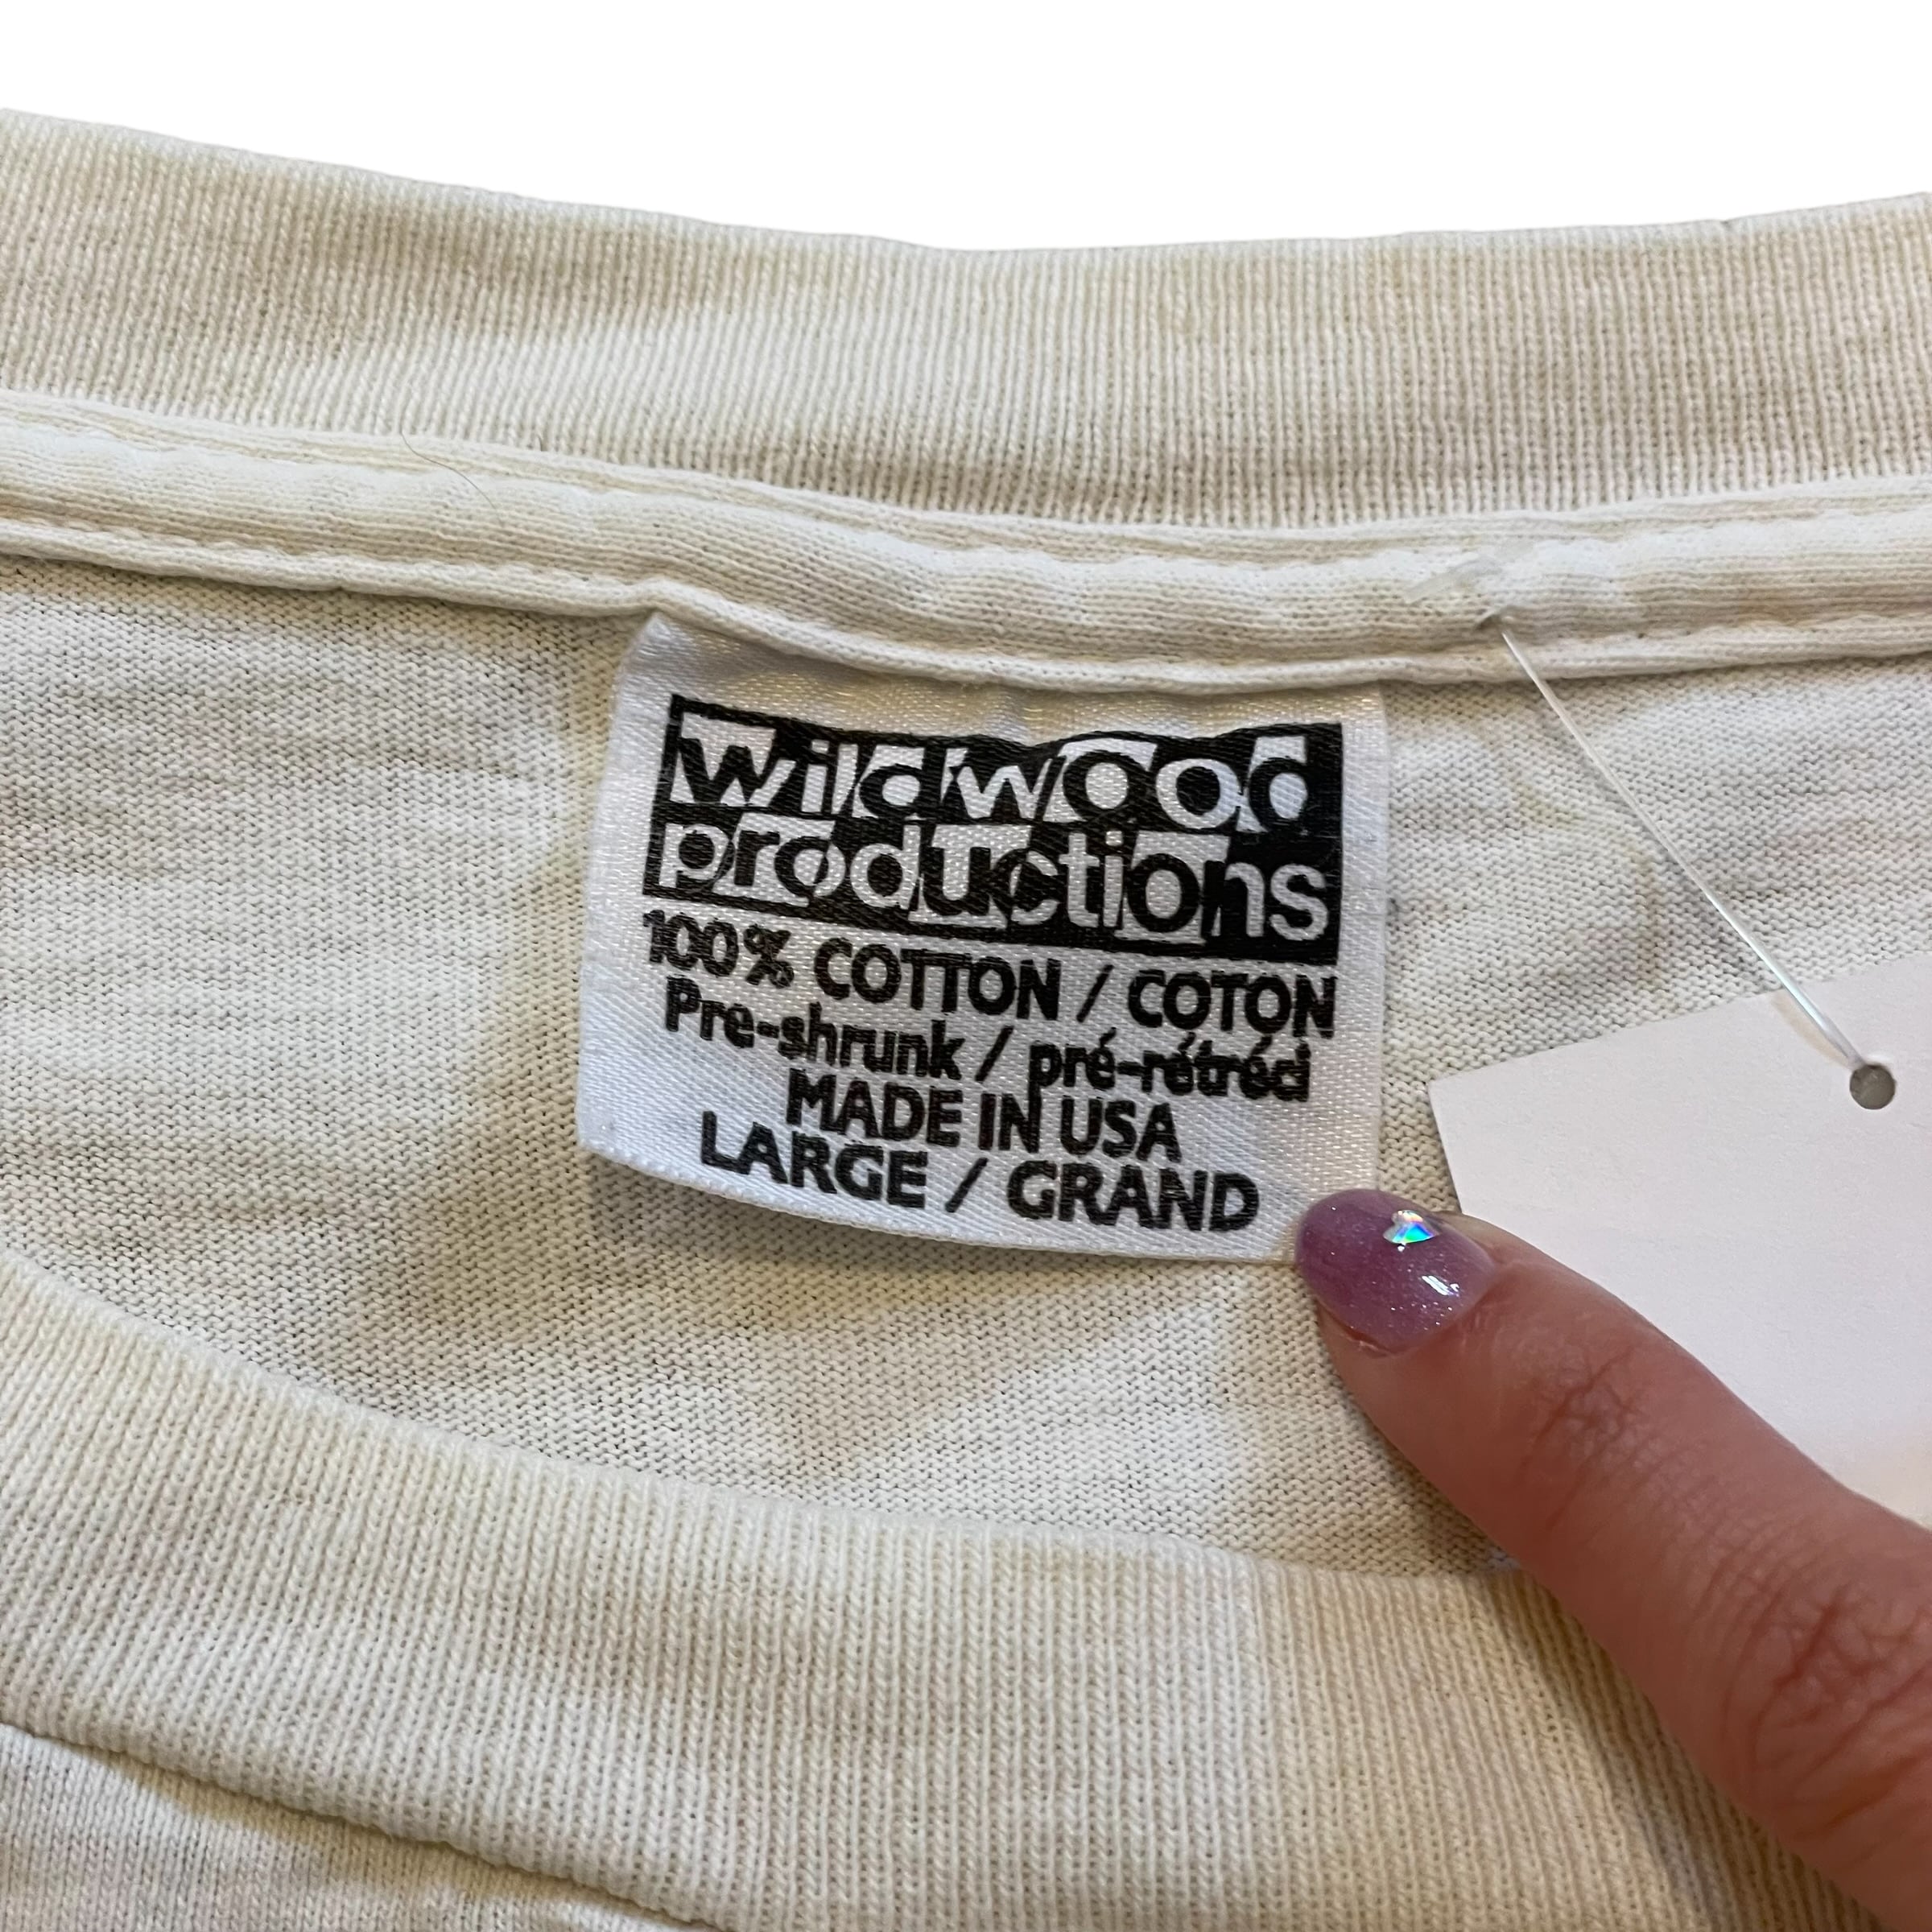 wildwood
productions
100% COTTON / COTON
Pre-shrunk / pré-rétréci
MADE IN USA
LARGE / GRAND